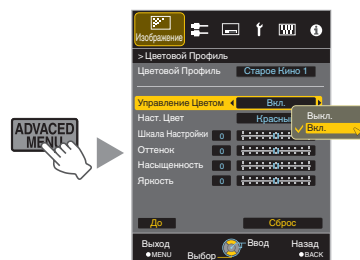 ADVACED
MENU
Изображение
>Цветовой Профиль
Цветовой Профиль Старое Кино 1
Управление Цветом Вкл.
Выкл.
Вкл.
Наст. Цвет Красный
Шкала Настройки 0
Оттенок 0
Насыщенность 0
Яркость 0
До Сброс
Выход Ввод Назад
MENU Выбор BACK